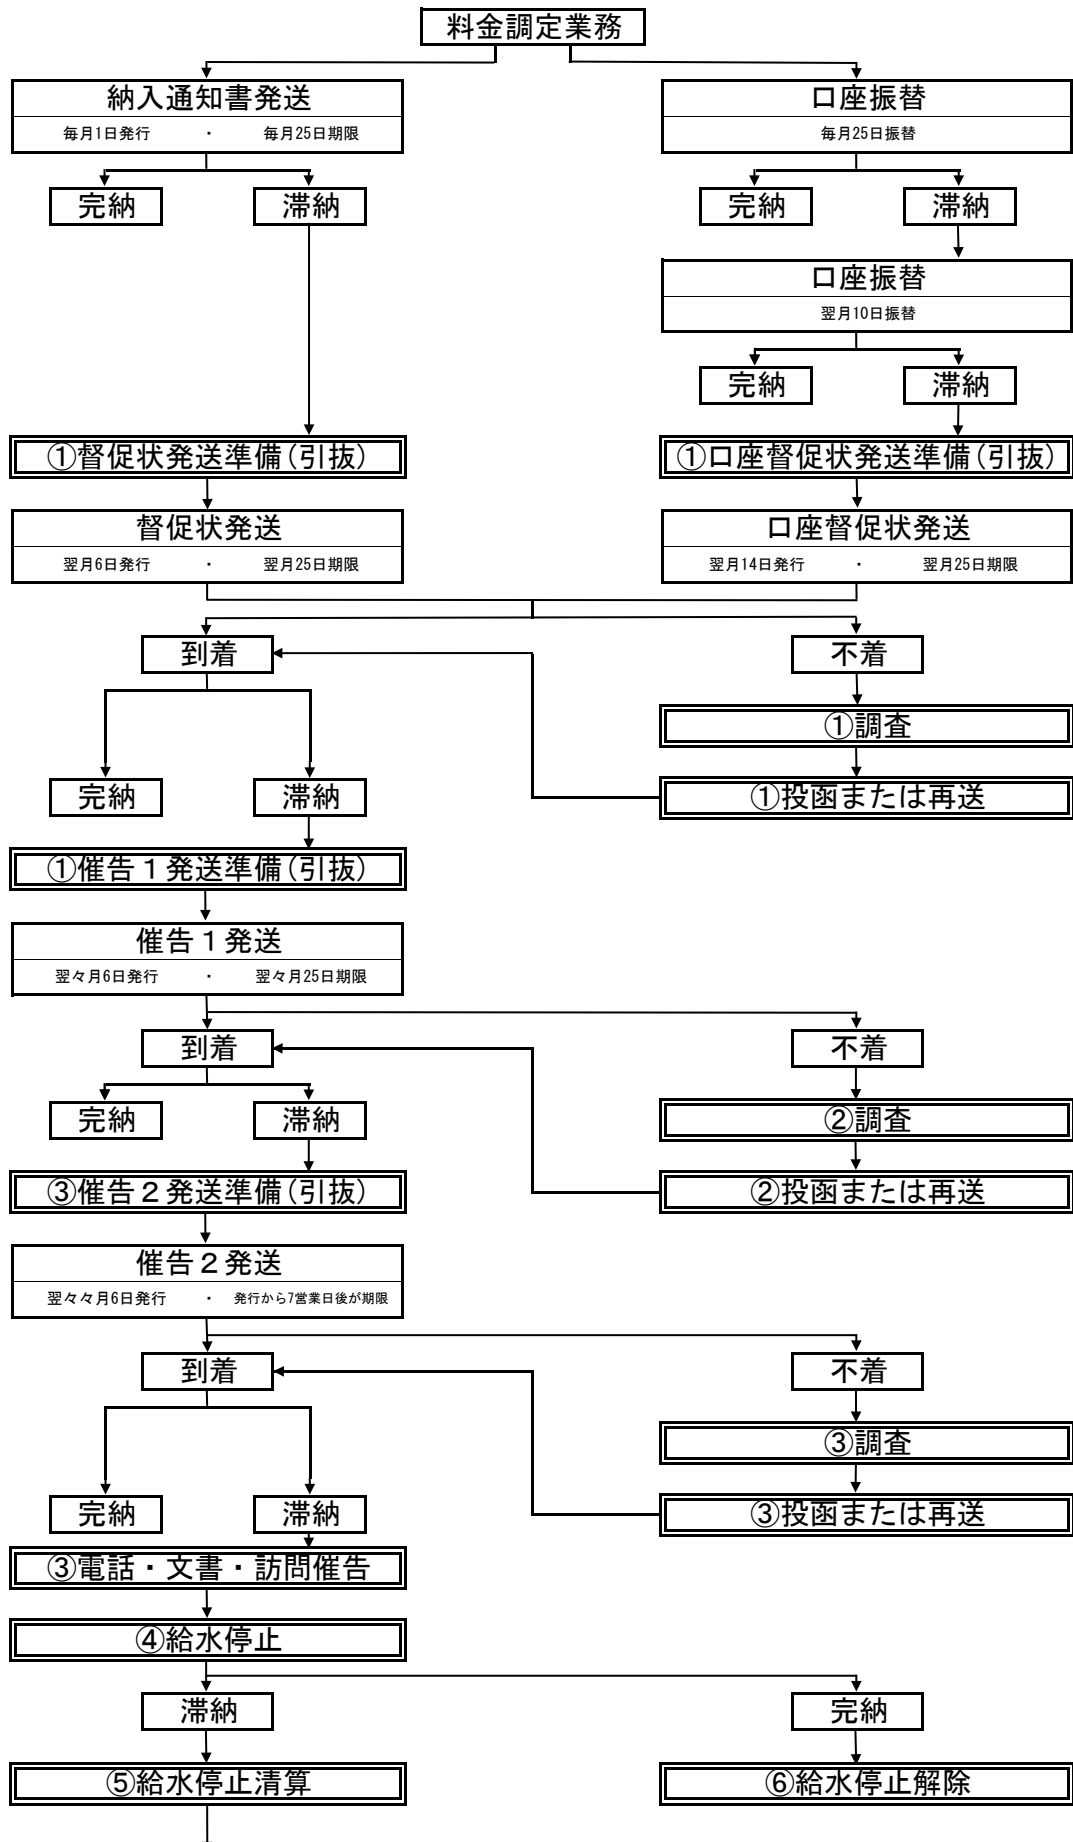 料金調定業務
納入通知書発送
毎月1日発行 ・ 毎月25日期限
口座振替
毎月25日振替
完納
滞納
完納
滞納
口座振替
翌月10日振替
完納
滞納
①督促状発送準備(引抜)
①口座督促状発送準備(引抜)
督促状発送
翌月6日発行 ・ 翌月25日期限
口座督促状発送
翌月14日発行 ・ 翌月25日期限
到着
不着
①調査
完納
滞納
①投函または再送
①催告1発送準備(引抜)
催告1発送
翌々月6日発行 ・ 翌々月25日期限
到着
不着
完納
滞納
②調査
③催告2発送準備(引抜)
②投函または再送
催告2発送
翌々々月6日発行 ・ 発行から7営業日後が期限
到着
不着
③調査
完納
滞納
③投函または再送
③電話・文書・訪問催告
④給水停止
滞納
完納
⑤給水停止清算
⑥給水停止解除